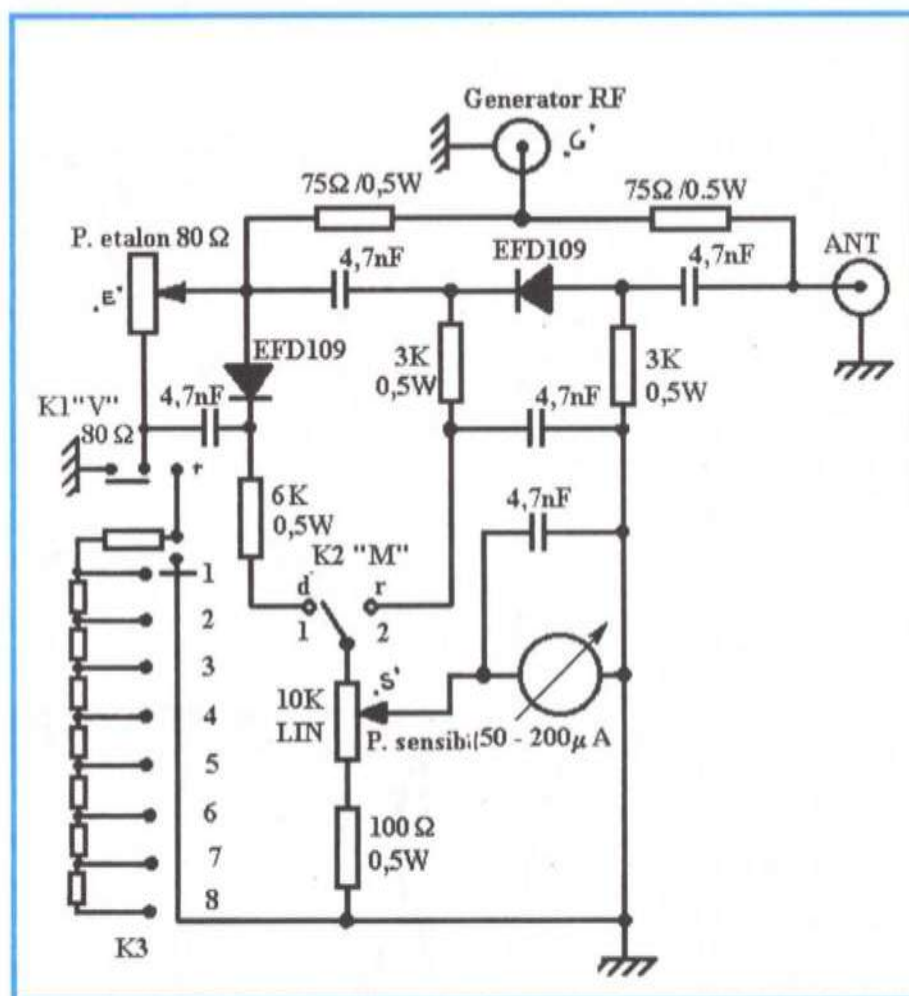 Generator RF
.G'
75Ω/0,5W
75Ω/0.5W
P. etalon 80 Ω
4,7nF
EFD109
4,7nF
ANT
.E'
EFD109
3K
0,5W
3K
0,5W
K1"V"
80 Ω
4,7nF
4,7nF
r
6K
0,5W
4,7nF
K2 "M"
d
r
1
2
1
2
3
4
5
6
7
8
.S'
10K
LIN
P. sensibil
50 - 200μA
100 Ω
0,5W
K3